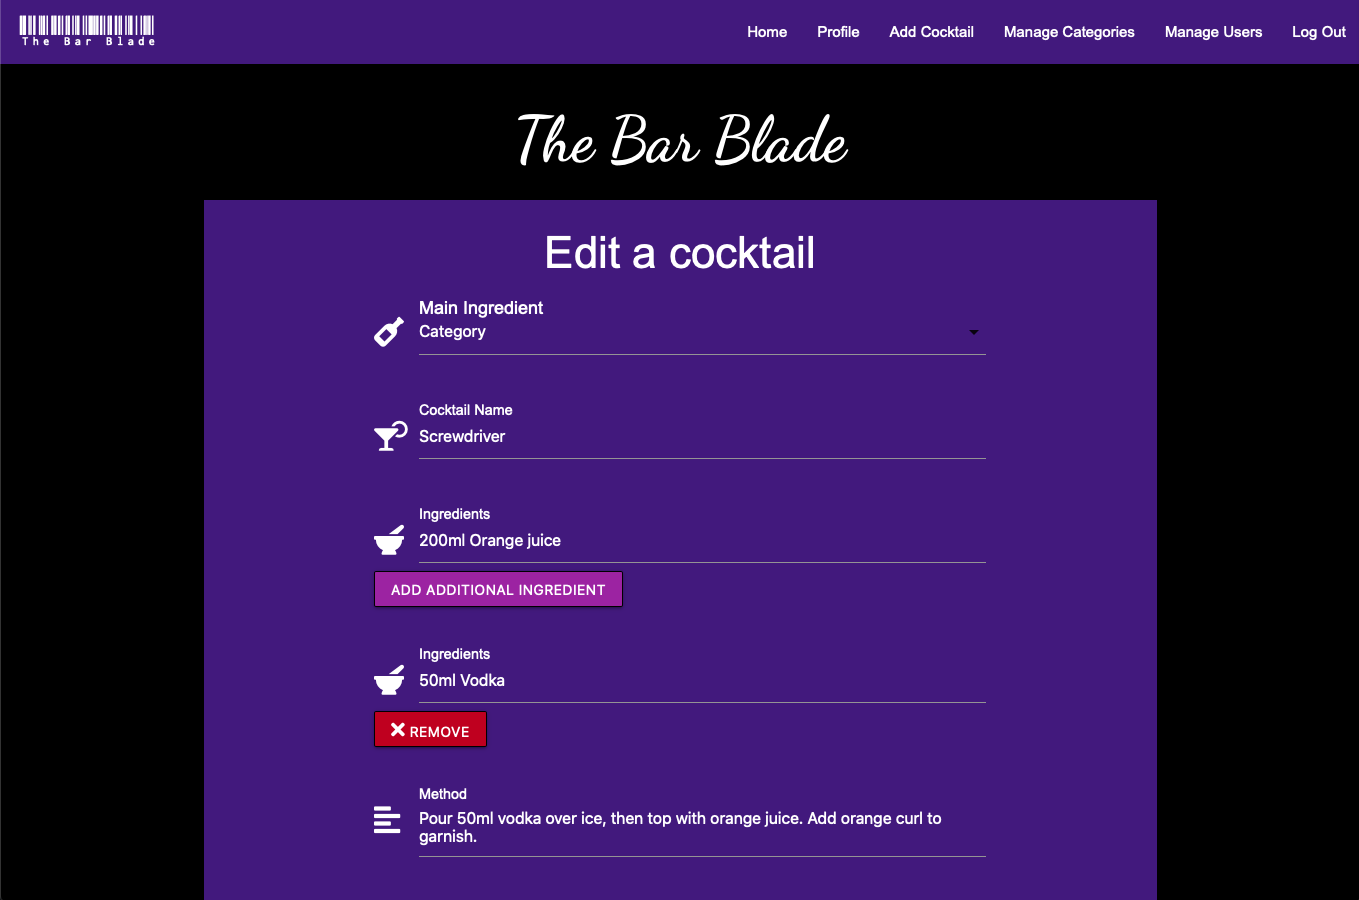 The Bar Blade
Home Profile Add Cocktail Manage Categories Manage Users Log Out
The Bar Blade
Edit a cocktail
Main Ingredient
Category
Cocktail Name
Screwdriver
Ingredients
200ml Orange juice
ADD ADDITIONAL INGREDIENT
Ingredients
50ml Vodka
REMOVE
Method
Pour 50ml vodka over ice, then top with orange juice. Add orange curl to
garnish.